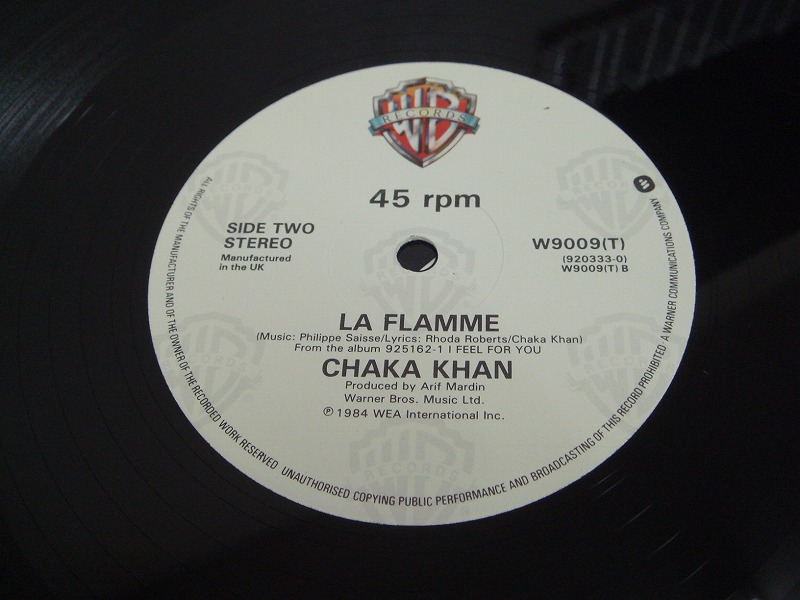 WB
RECORDS
45 rpm
SIDE TWO
STEREO
Manufactured
in the UK
W9009(T)
(920333-0)
W9009(T) B
LA FLAMME
(Music: Philippe Saisse/Lyrics: Rhoda Roberts/Chaka Khan)
From the album 925162-1 I FEEL FOR YOU
CHAKA KHAN
Produced by Arif Mardin
Warner Bros. Music Ltd.
Ⓟ 1984 WEA International Inc.
ALL RIGHTS OF THE MANUFACTURER AND OF THE OWNER OF THE RECORDED WORK RESERVED UNAUTHORISED COPYING PUBLIC PERFORMANCE AND BROADCASTING OF THIS RECORD PROHIBITED A WARNER COMMUNICATIONS COMPANY